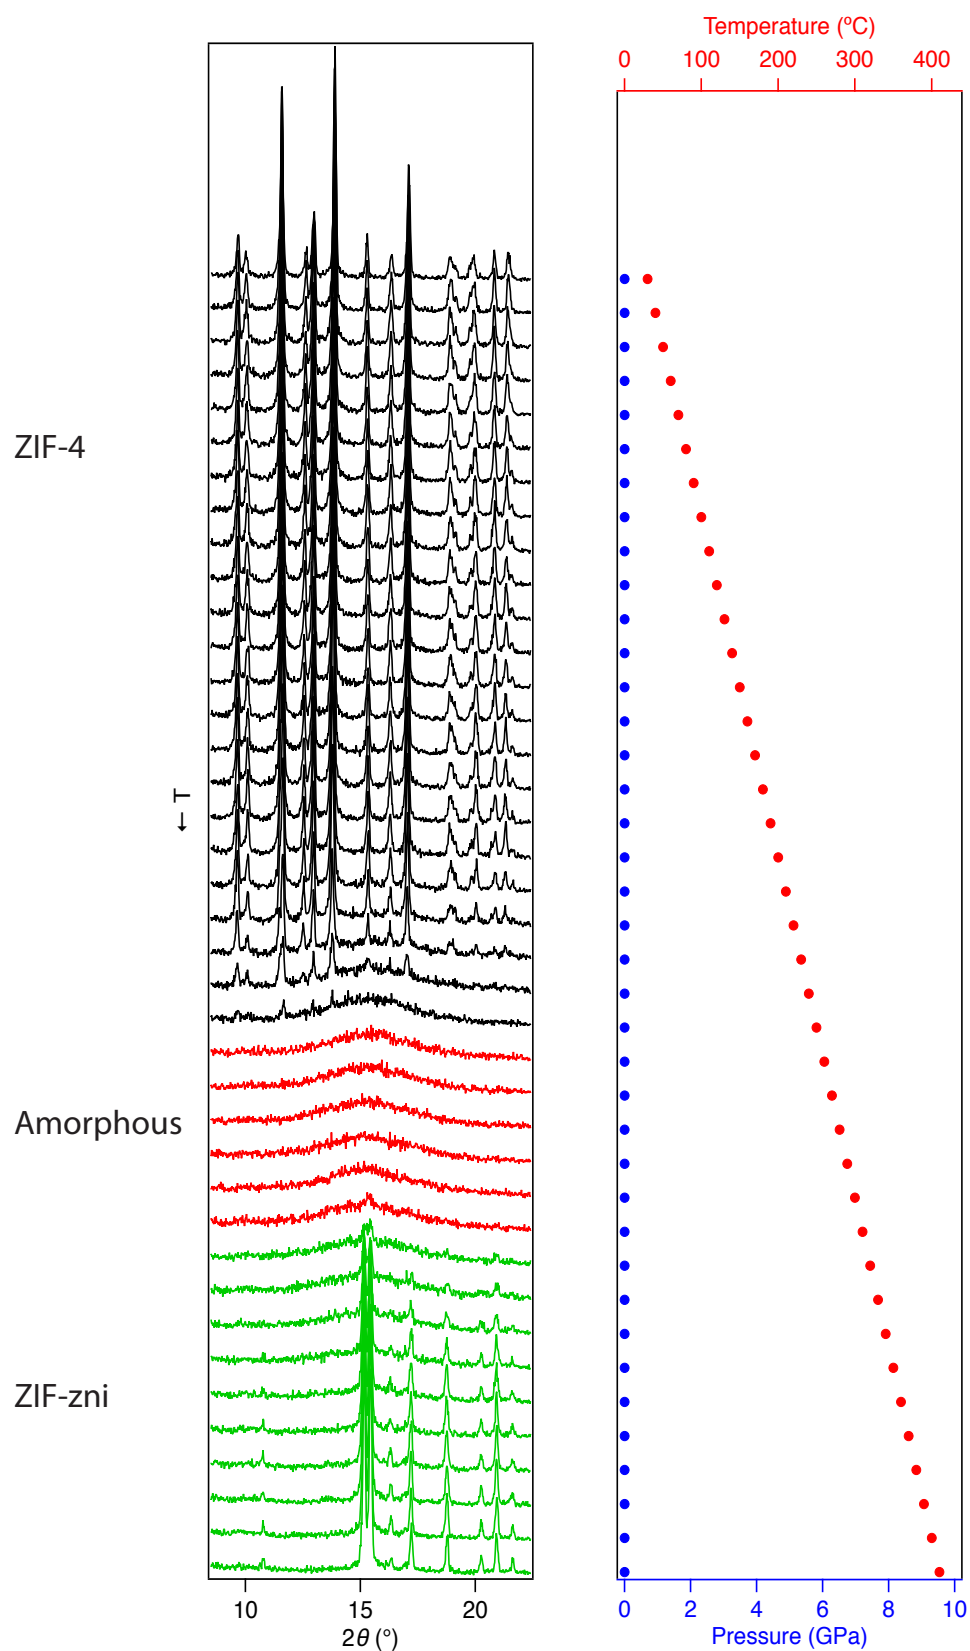 Temperature (ºC)
0 100 200 300 400
ZIF-4
← T
Amorphous
ZIF-zni
10 15 20
2θ (°)
0 2 4 6 8 10
Pressure (GPa)